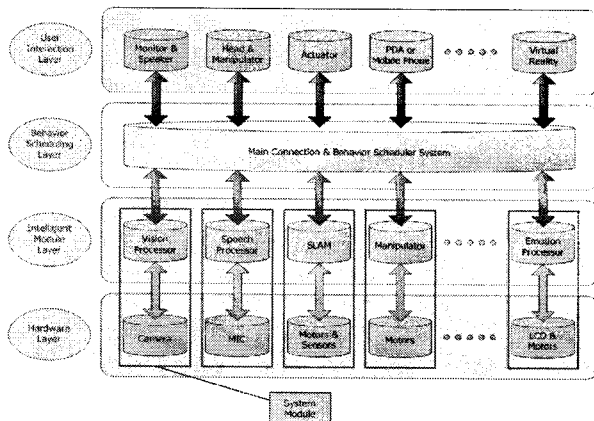 User
Interaction
Layer
Monitor &
Speaker
Head &
Manipulator
Actuator
PDA or
Mobile Phone
Virtual
Reality
Behavior
Scheduling
Layer
Main Connection & Behavior Scheduler System
Intelligent
Module
Layer
Vision
Processor
Speech
Processor
SLAM
Manipulator
Emotion
Processor
Hardware
Layer
Camera
MIC
Motors &
Sensors
Motors
LCD &
Motors
System
Module